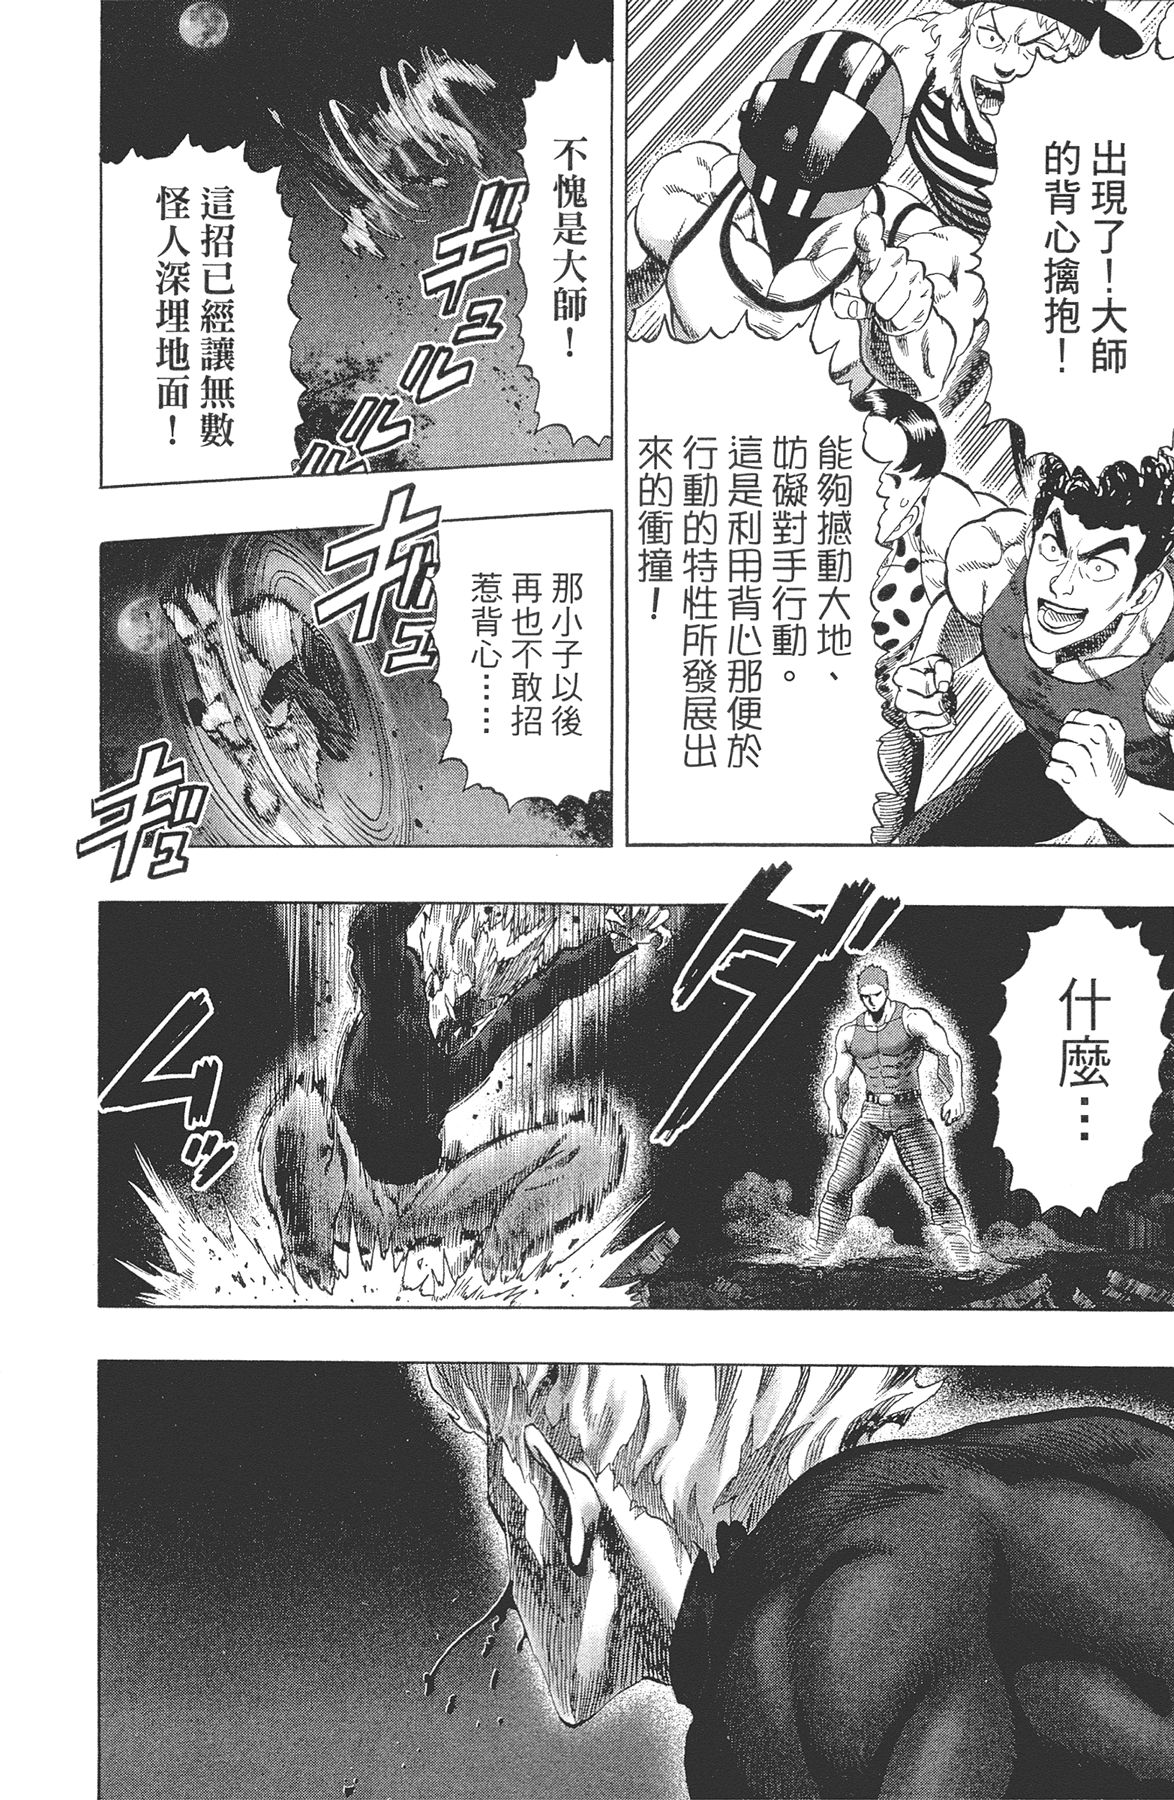 出現了！大師
的背心擒抱！
能夠撼動大地、
妨礙對手行動。
這是利用背心那便於
行動的特性所發展出
來的衝撞！
不愧是大師！
這招已經讓無數
怪人深埋地面！
ギュルルル
那小子以後
再也不敢招
惹背心……
ギュ
ギュ
什麼…
ダ
ムッ